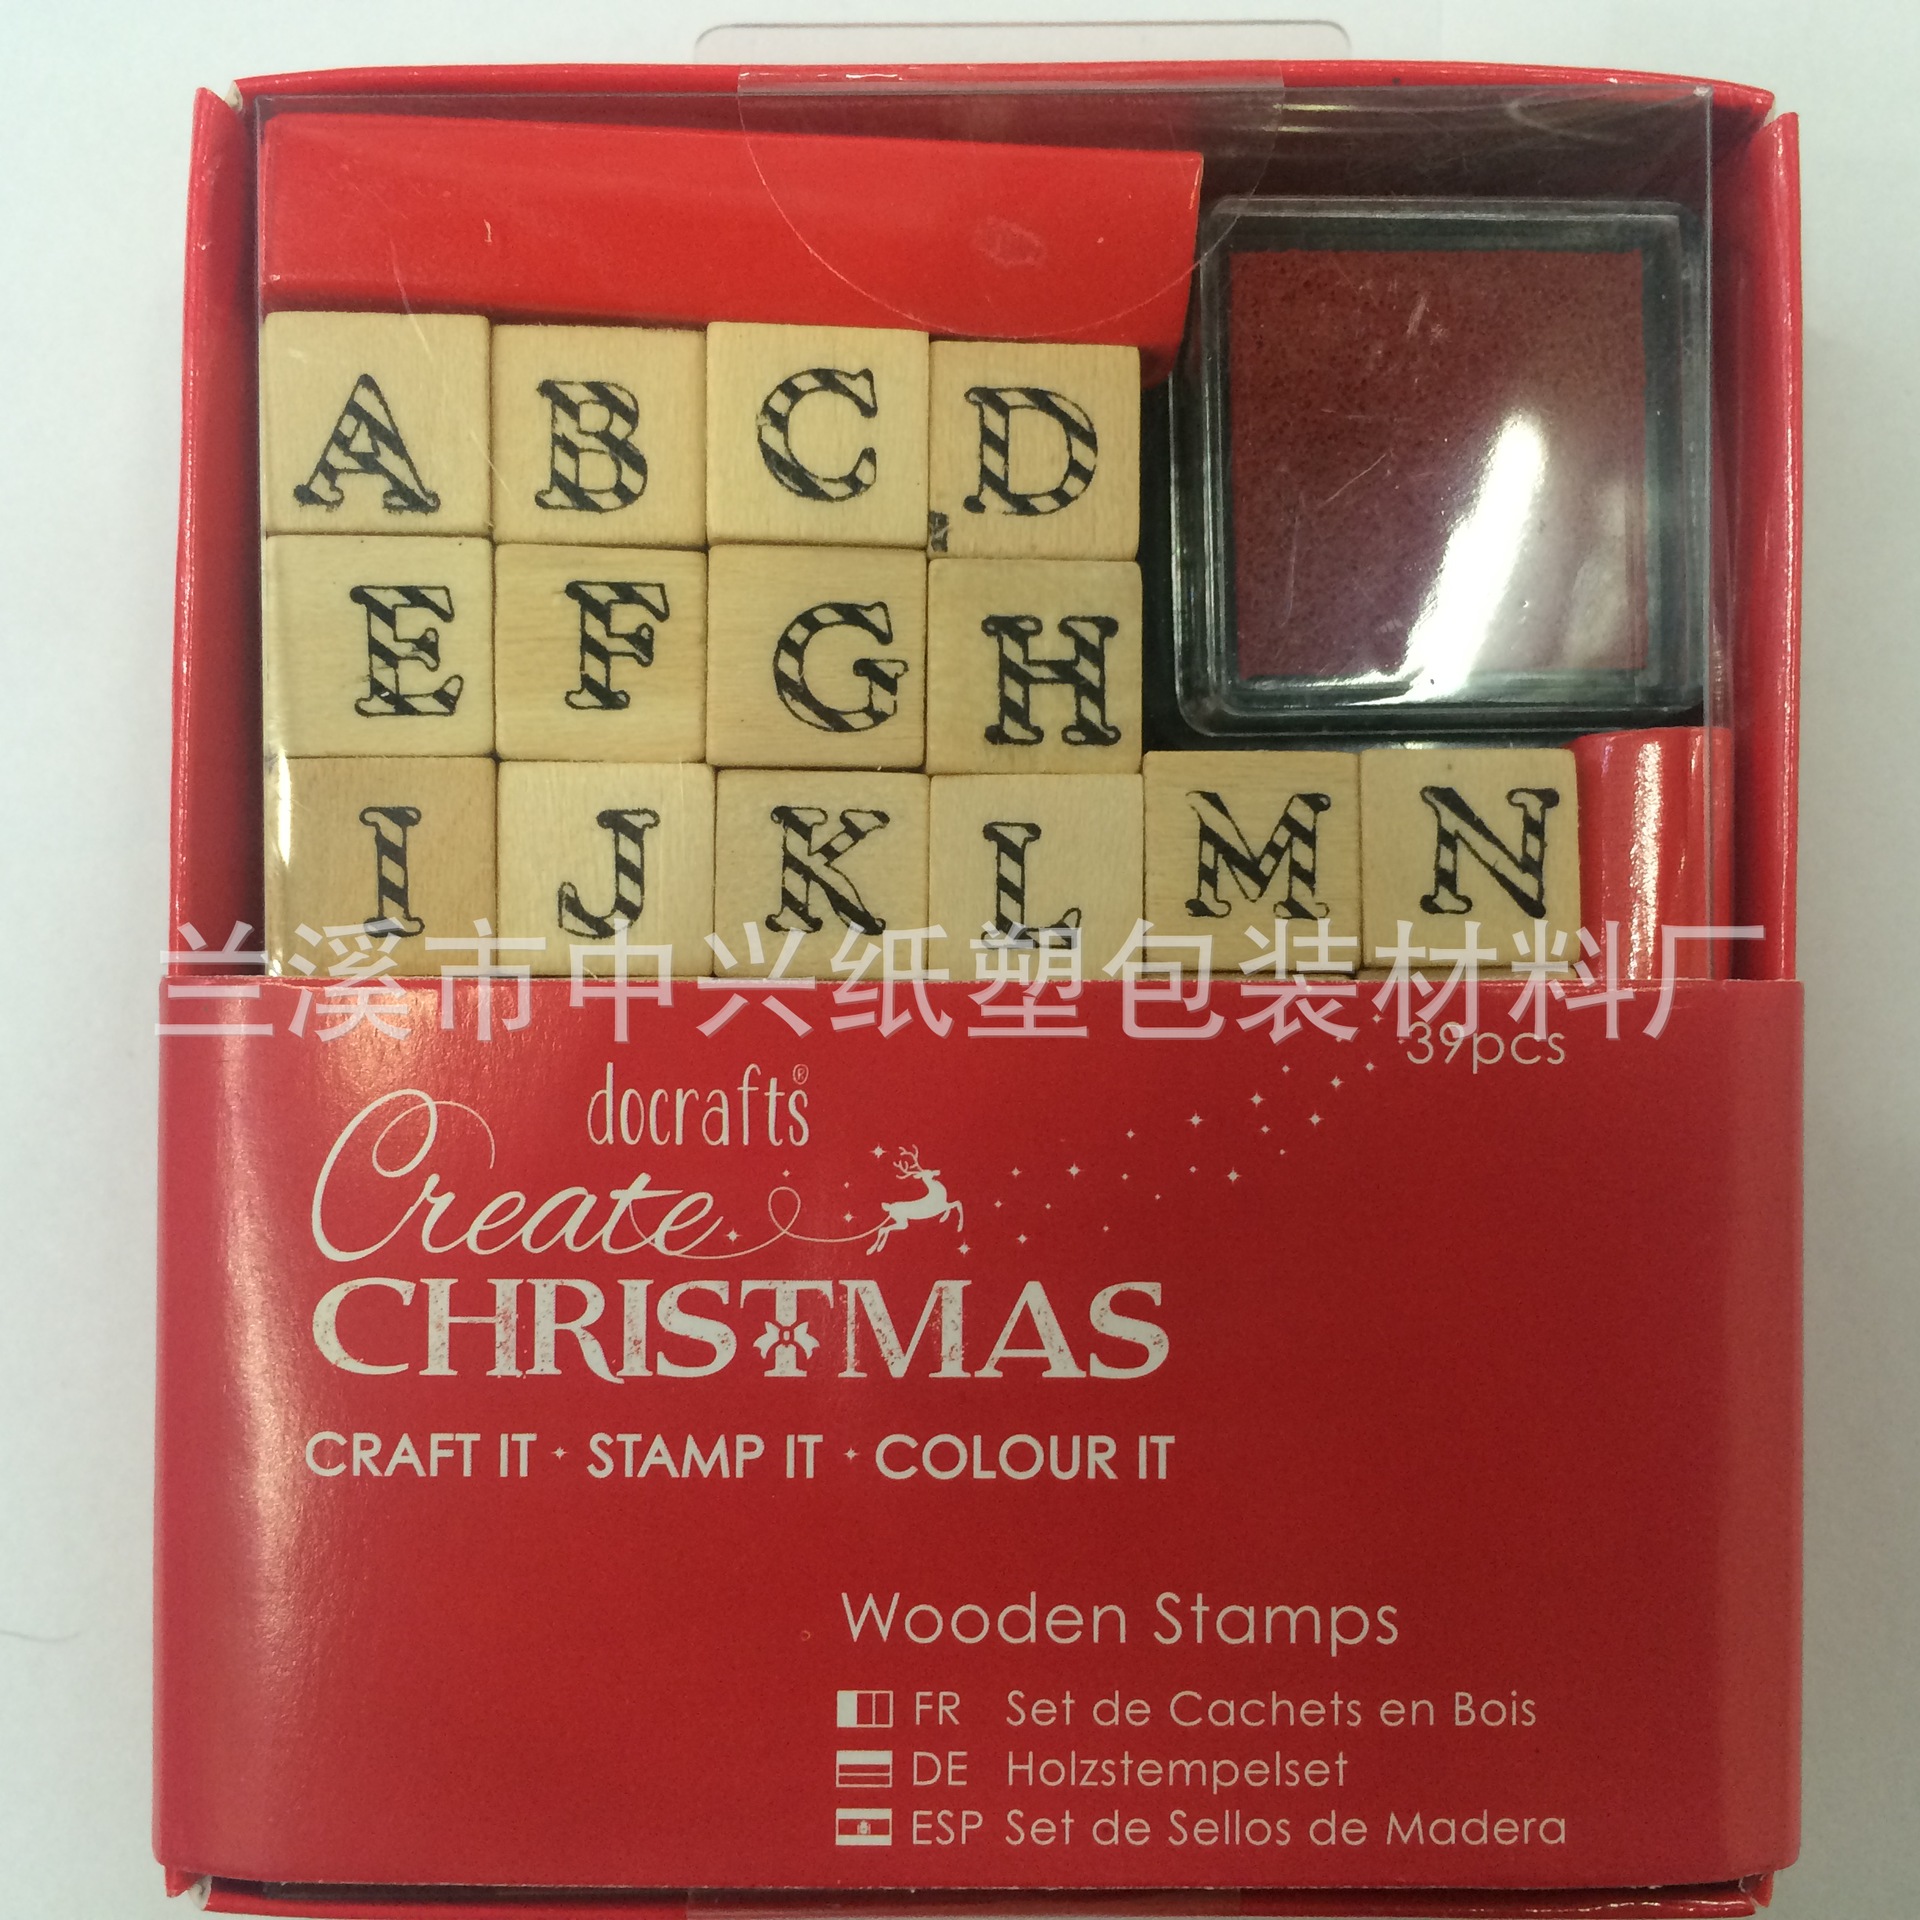 A B C D
E F G H
I J K L M N
兰溪市中兴纸塑包装材料厂
39pcs
docrafts®
Create
CHRISTMAS
CRAFT IT · STAMP IT · COLOUR IT
Wooden Stamps
FR Set de Cachets en Bois
DE Holzstempelset
ESP Set de Sellos de Madera